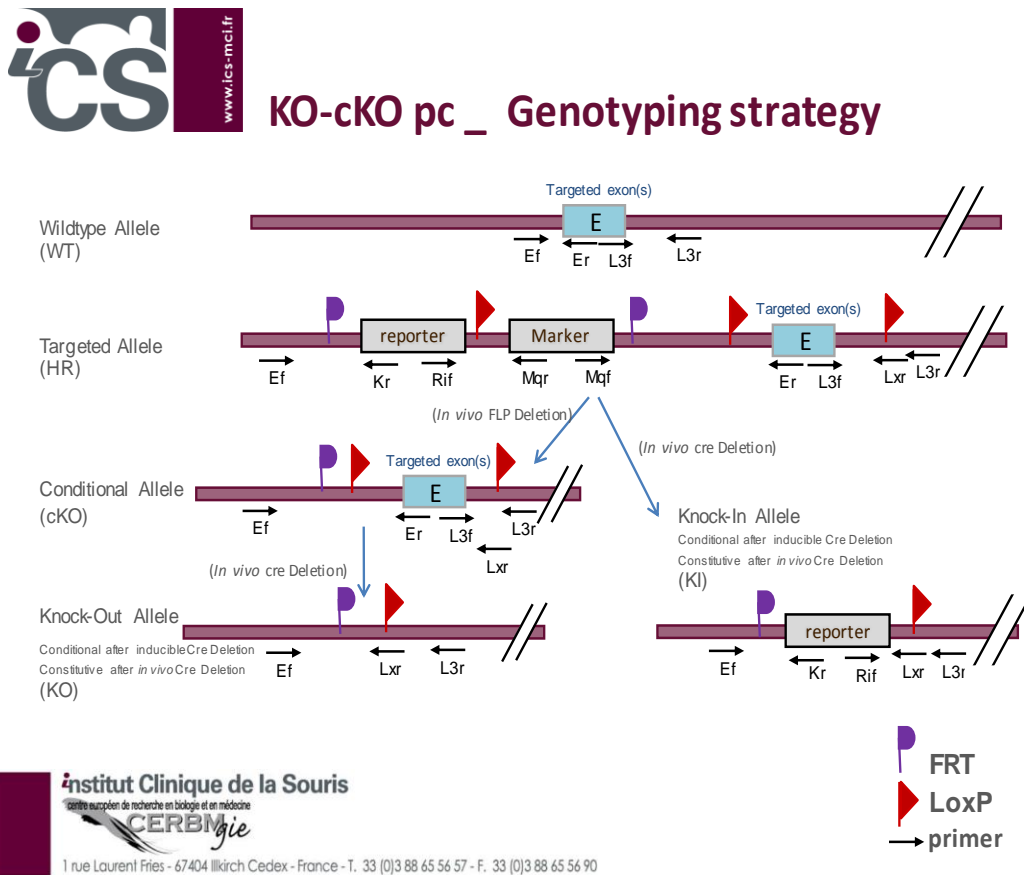 iCS
www.ics-mci.fr
KO-cKO pc _ Genotyping strategy
Targeted exon(s)
Wildtype Allele
(WT)
E
Ef
Er
L3f
L3r
Targeted exon(s)
Targeted Allele
(HR)
reporter
Marker
E
Ef
Kr
Rif
Mqr
Mqf
Er
L3f
Lxr
L3r
(In vivo FLP Deletion)
(In vivo cre Deletion)
Targeted exon(s)
Conditional Allele
(cKO)
E
Ef
Er
L3f
L3r
Lxr
Knock-In Allele
Conditional after inducible Cre Deletion
Constitutive after in vivo Cre Deletion
(KI)
(In vivo cre Deletion)
Knock-Out Allele
Conditional after inducible Cre Deletion
Constitutive after in vivo Cre Deletion
(KO)
Ef
Lxr
L3r
reporter
Ef
Kr
Rif
Lxr
L3r
FRT
LoxP
primer
institut Clinique de la Souris
centre européen de recherche en biologie et en médecine
CERBM gie
1 rue Laurent Fries - 67404 Illkirch Cedex - France - T. 33 (0)3 88 65 56 57 - F. 33 (0)3 88 65 56 90